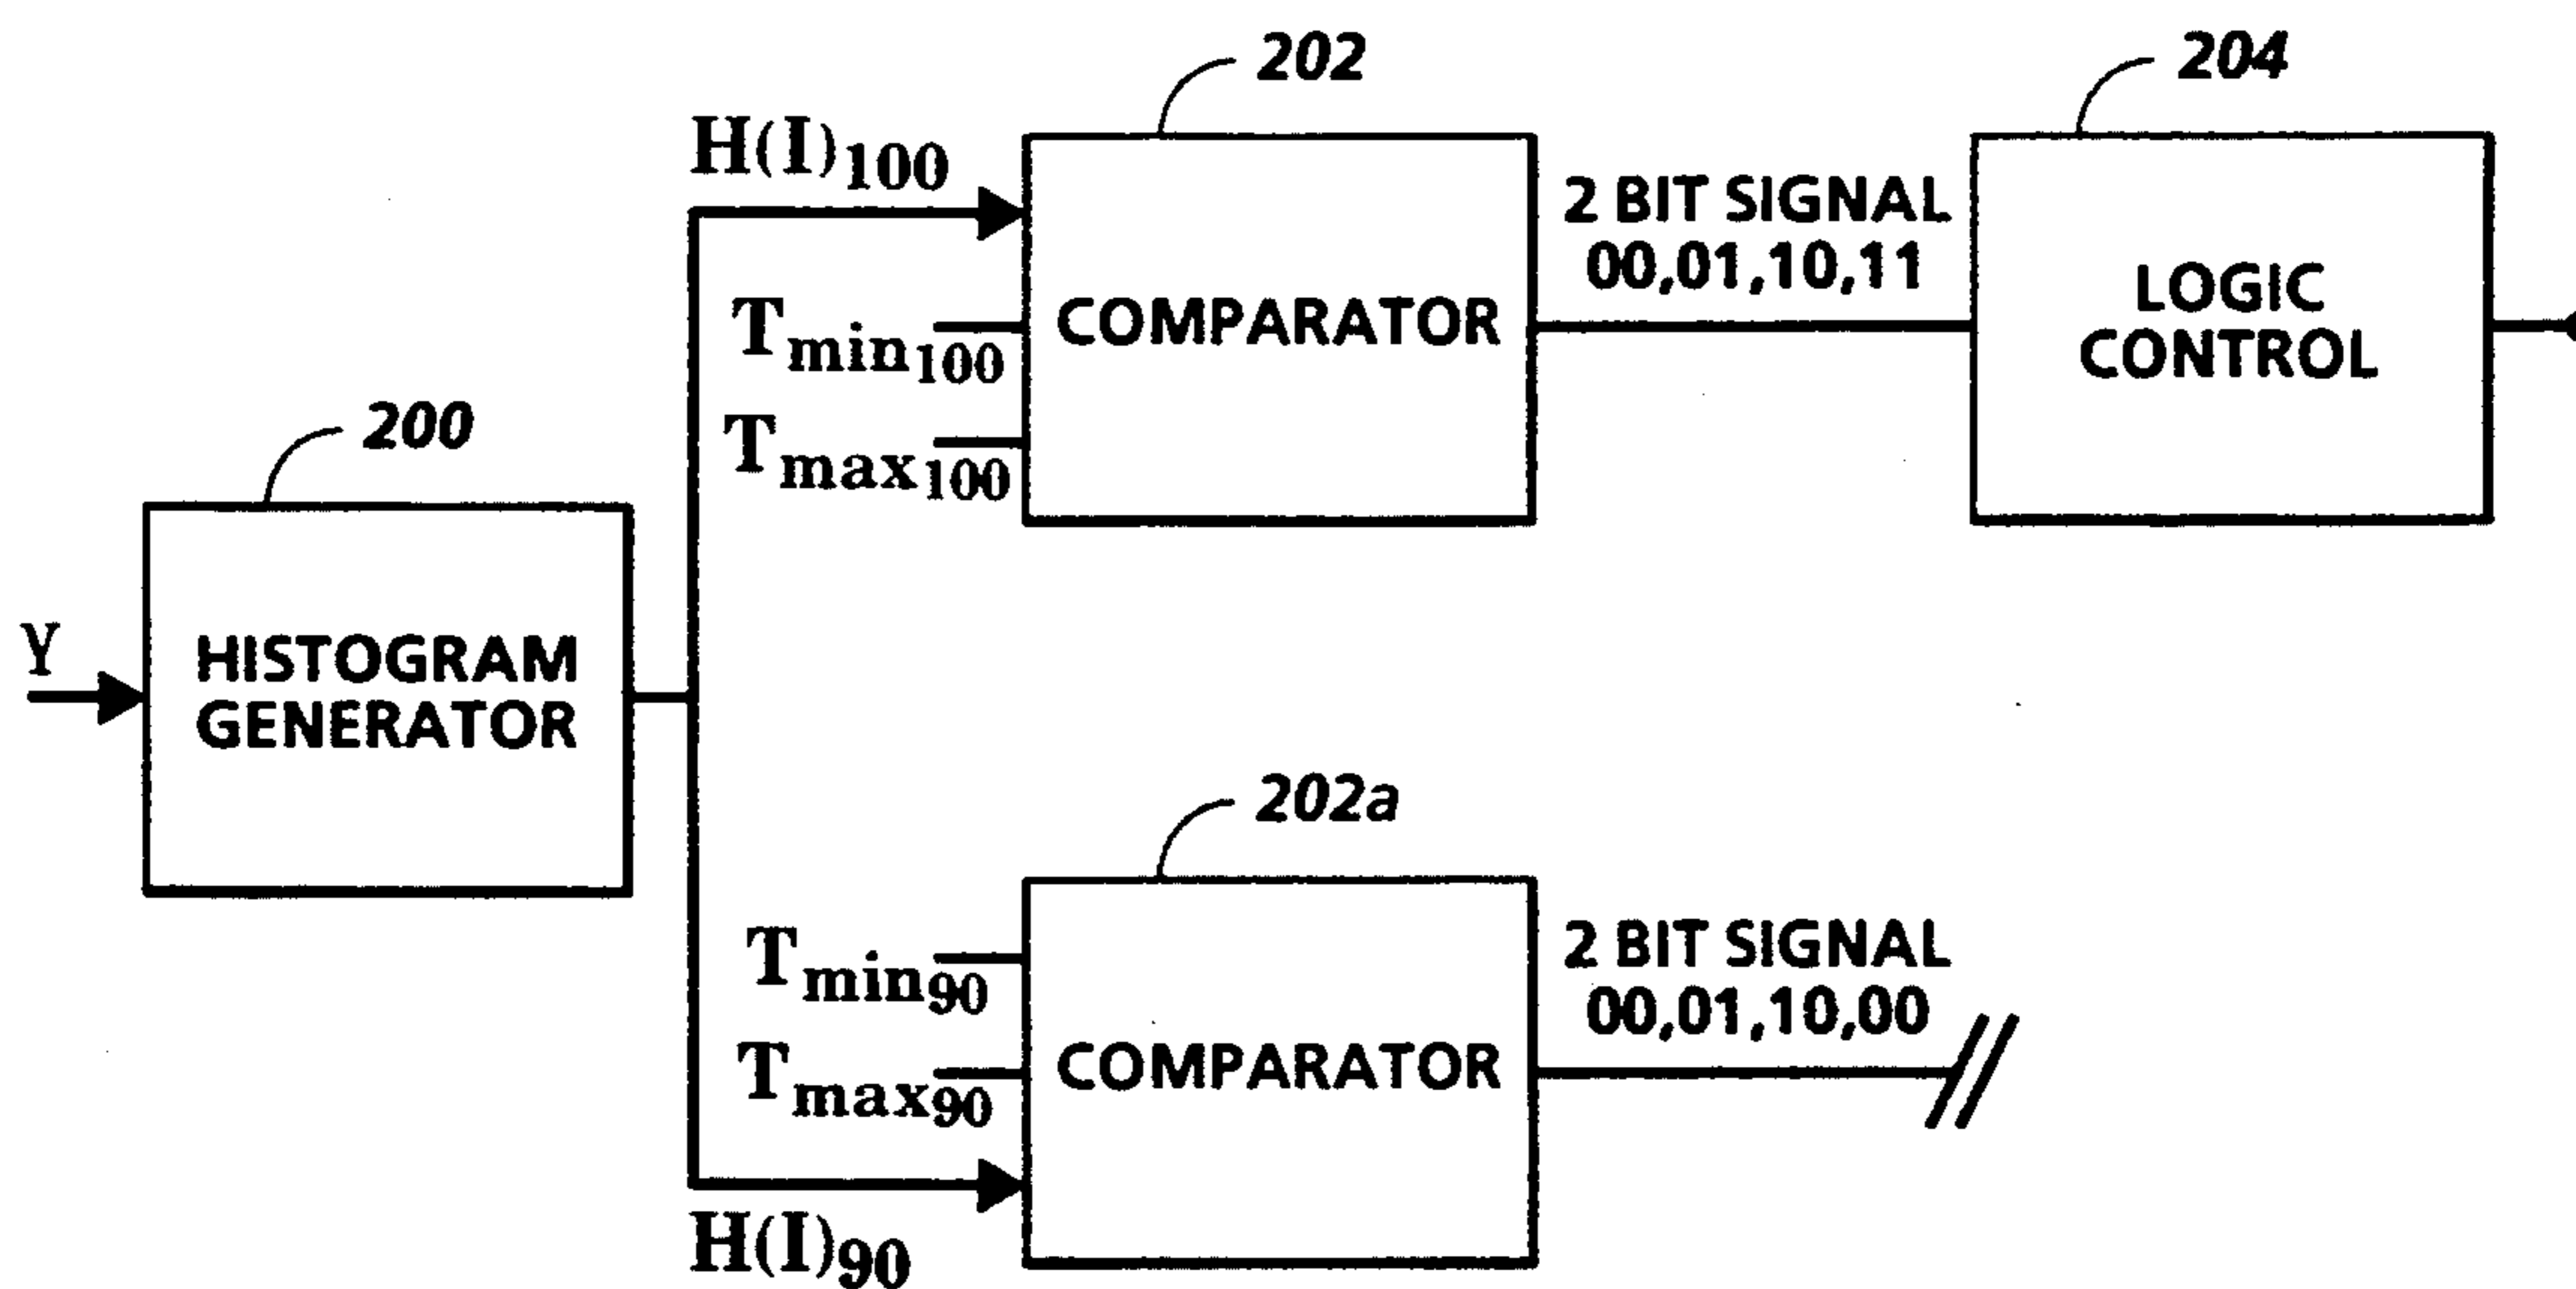 202
204
H(I)100
2 BIT SIGNAL
00,01,10,11
LOGIC
CONTROL
Tmin100
COMPARATOR
Tmax100
200
Y
HISTOGRAM
GENERATOR
202a
Tmin90
2 BIT SIGNAL
00,01,10,00
Tmax90
COMPARATOR
H(I)90